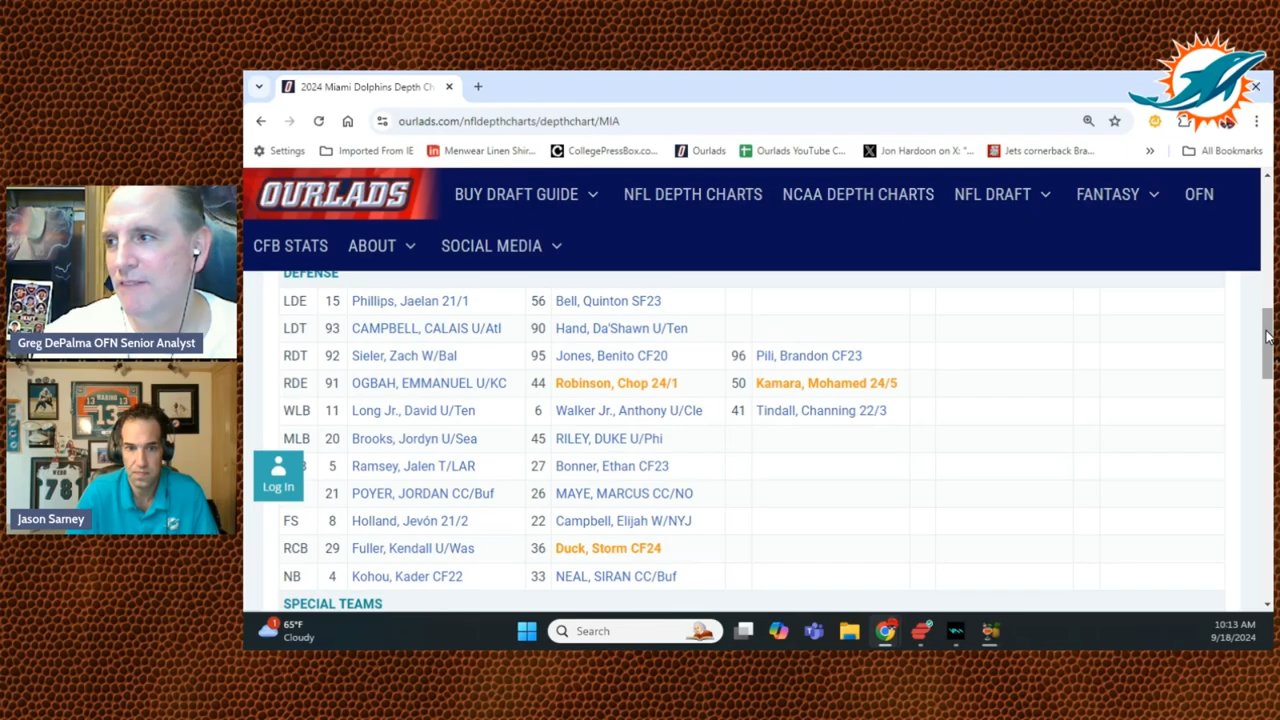 2024 Miami Dolphins Depth Ch
ourlads.com/nfldepthcharts/depthchart/MIA
Settings Imported From IE Menwear Linen Shir... CollegePressBox.co... Ourlads Ourlads YouTube C... Jon Hardoon on X: "... Jets cornerback Bra... » All Bookmarks
OURLADS BUY DRAFT GUIDE NFL DEPTH CHARTS NCAA DEPTH CHARTS NFL DRAFT FANTASY OFN
CFB STATS ABOUT SOCIAL MEDIA
DEFENSE
LDE 15 Phillips, Jaelan 21/1 56 Bell, Quinton SF23
LDT 93 CAMPBELL, CALAIS U/Atl 90 Hand, Da'Shawn U/Ten
RDT 92 Sieler, Zach W/Bal 95 Jones, Benito CF20 96 Pili, Brandon CF23
RDE 91 OGBAH, EMMANUEL U/KC 44 Robinson, Chop 24/1 50 Kamara, Mohamed 24/5
WLB 11 Long Jr., David U/Ten 6 Walker Jr., Anthony U/Cle 41 Tindall, Channing 22/3
MLB 20 Brooks, Jordyn U/Sea 45 RILEY, DUKE U/Phi
5 Ramsey, Jalen T/LAR 27 Bonner, Ethan CF23
21 POYER, JORDAN CC/Buf 26 MAYE, MARCUS CC/NO
FS 8 Holland, Jevón 21/2 22 Campbell, Elijah W/NYJ
RCB 29 Fuller, Kendall U/Was 36 Duck, Storm CF24
NB 4 Kohou, Kader CF22 33 NEAL, SIRAN CC/Buf
SPECIAL TEAMS
Log In
Greg DePalma OFN Senior Analyst
MARINO
13
78
Jason Sarney
1
65°F
Cloudy
Search
10:13 AM
9/18/2024